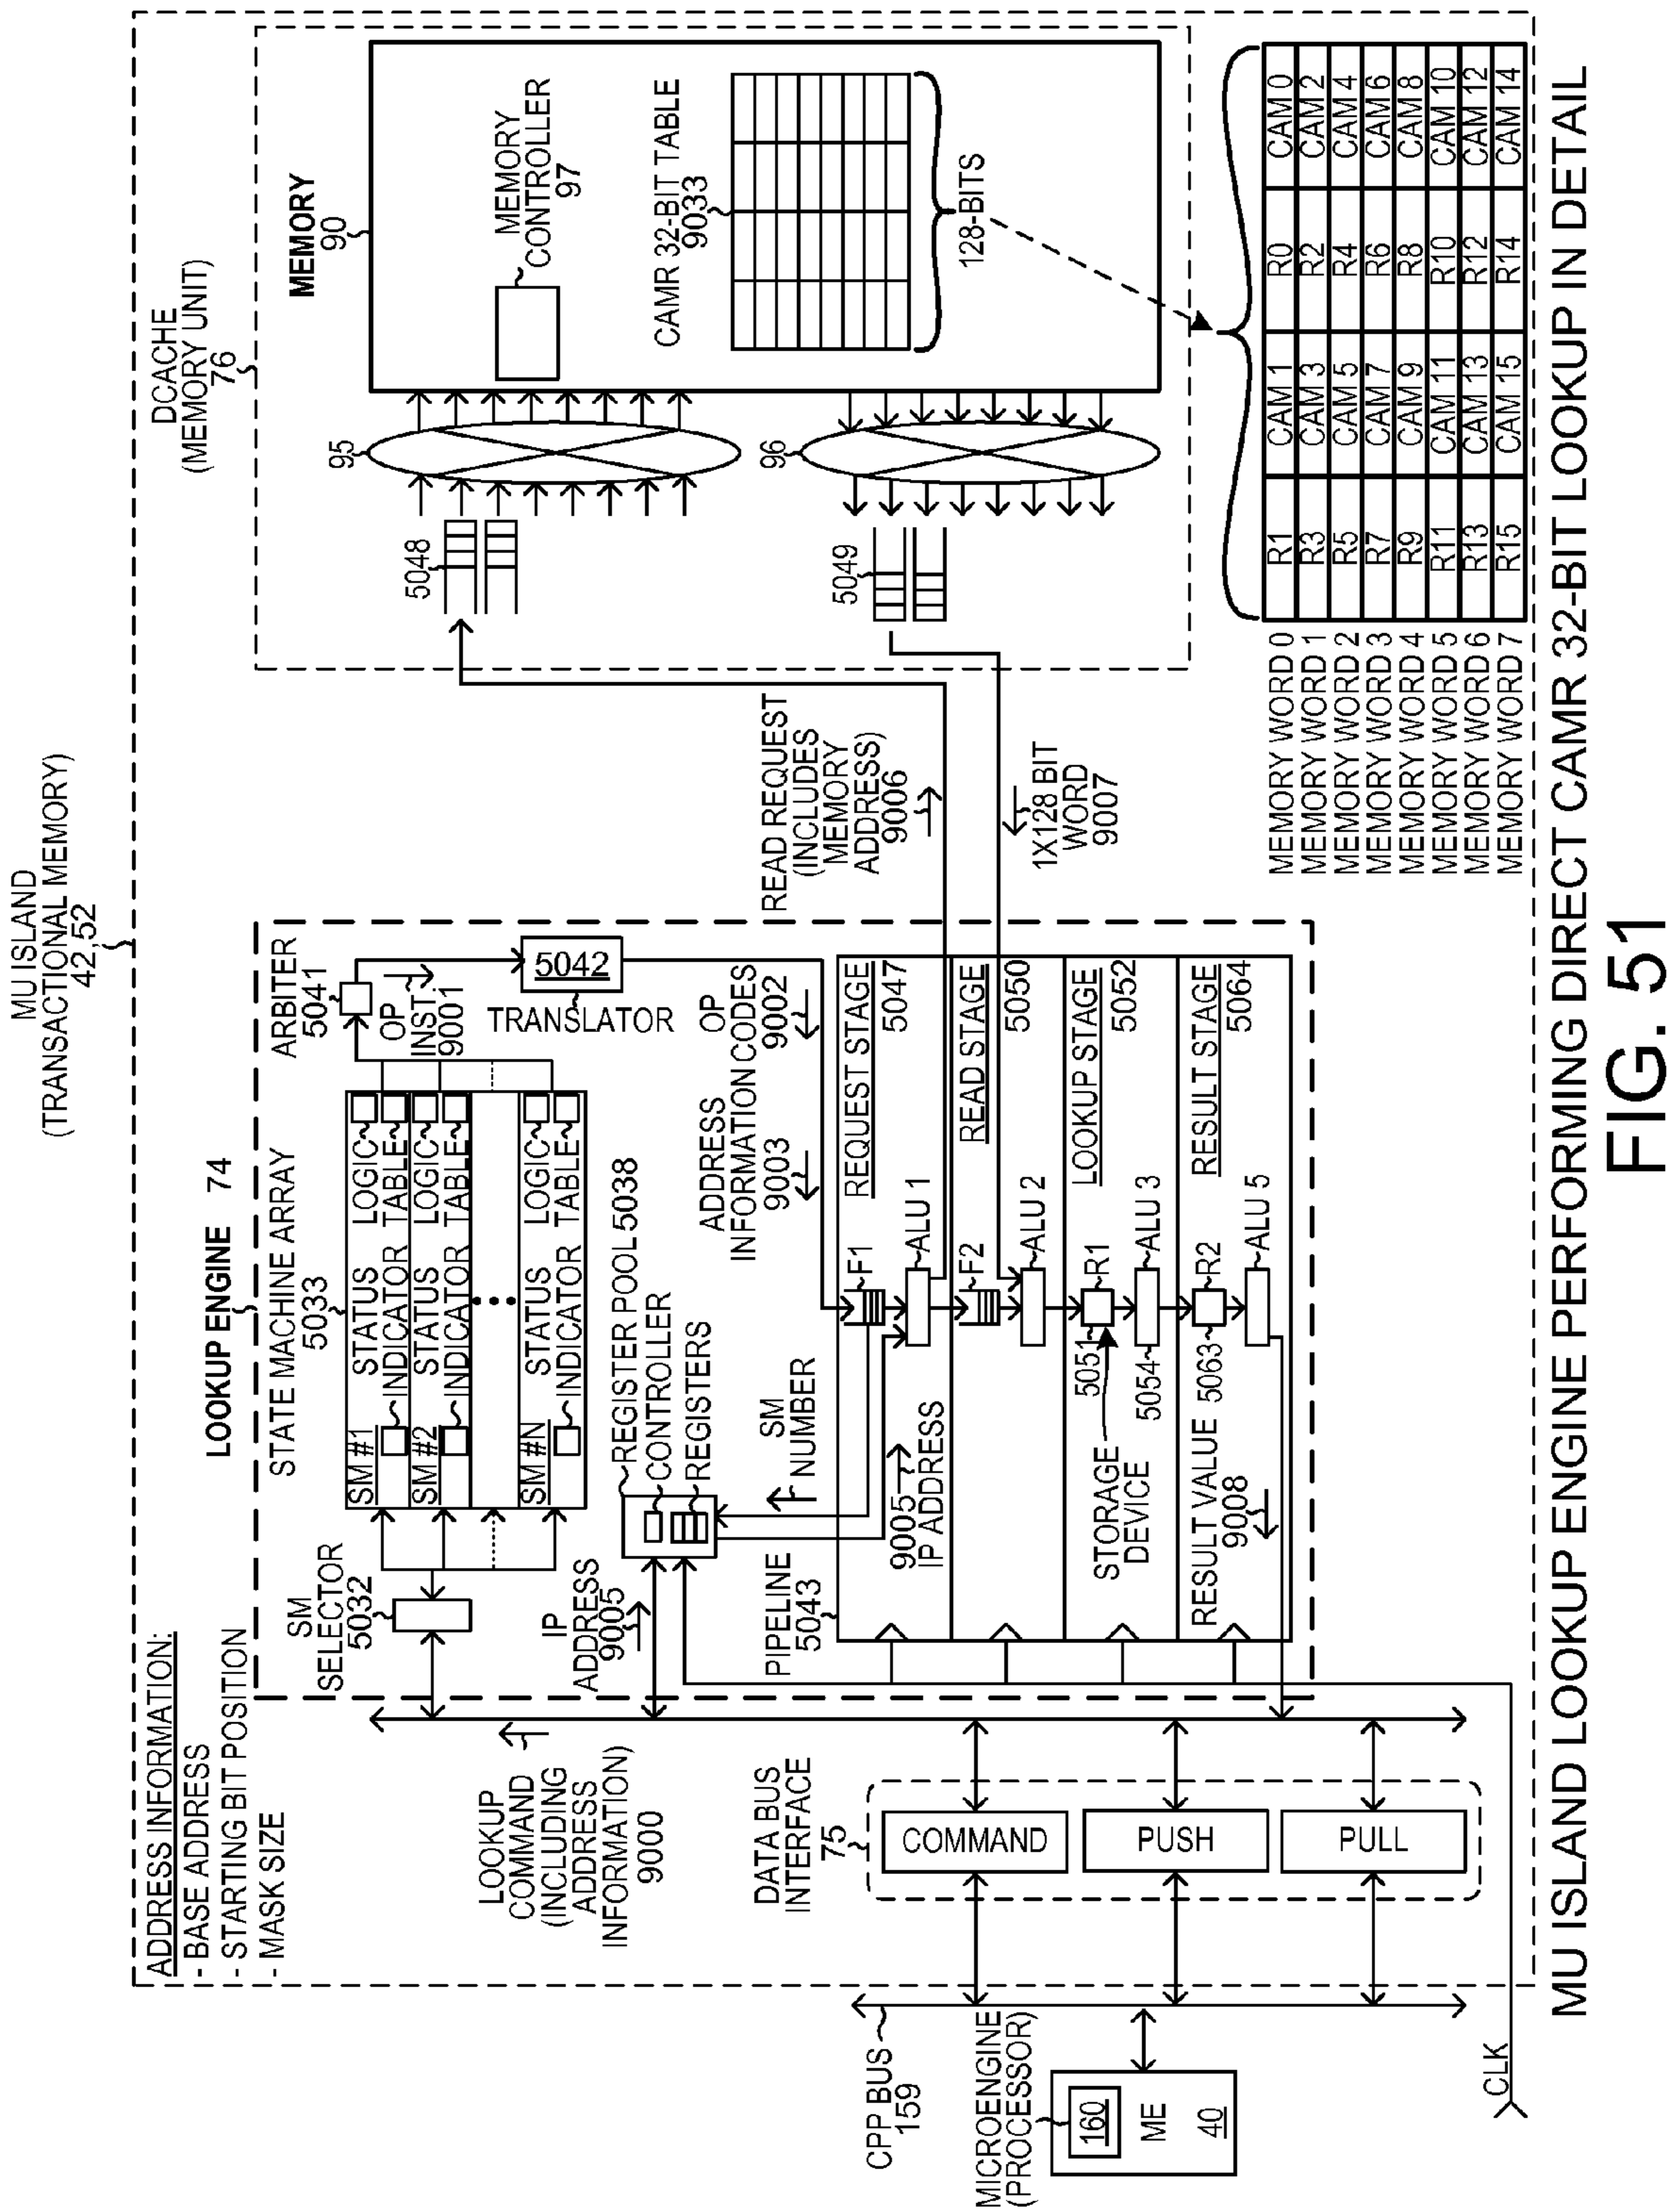 MU ISLAND
(TRANSACTIONAL MEMORY)
42,52
ADDRESS INFORMATION:
- BASE ADDRESS
- STARTING BIT POSITION
- MASK SIZE
LOOKUP ENGINE 74
SM
SELECTOR
5032
STATE MACHINE ARRAY
5033
SM #1
STATUS
INDICATOR
LOGIC
TABLE
SM #2
STATUS
INDICATOR
LOGIC
TABLE
SM #N
STATUS
INDICATOR
LOGIC
TABLE
ARBITER
5041
OP
INST.
9001
5042
TRANSLATOR
IP
ADDRESS
9005
REGISTER POOL 5038
CONTROLLER
REGISTERS
SM
NUMBER
ADDRESS
INFORMATION
9003
OP
CODES
9002
LOOKUP
COMMAND
(INCLUDING
ADDRESS
INFORMATION)
9000
PIPELINE
5043
9005
IP ADDRESS
F1
ALU 1
REQUEST STAGE
5047
F2
ALU 2
READ STAGE
5050
STORAGE
DEVICE
5051
R1
5054
ALU 3
LOOKUP STAGE
5052
RESULT VALUE
9008
5063
R2
ALU 5
RESULT STAGE
5064
DATA BUS
INTERFACE
75
COMMAND
PUSH
PULL
CPP BUS
159
MICROENGINE
(PROCESSOR)
160
ME
40
CLK
READ REQUEST
(INCLUDES
MEMORY
ADDRESS)
9006
1X128 BIT
WORD
9007
DCACHE
(MEMORY UNIT)
76
5048
95
5049
96
MEMORY
90
MEMORY
CONTROLLER
97
CAMR 32-BIT TABLE
9033
128-BITS
MEMORY WORD 0 R1 CAM 1 R0 CAM 0
MEMORY WORD 1 R3 CAM 3 R2 CAM 2
MEMORY WORD 2 R5 CAM 5 R4 CAM 4
MEMORY WORD 3 R7 CAM 7 R6 CAM 6
MEMORY WORD 4 R9 CAM 9 R8 CAM 8
MEMORY WORD 5 R11 CAM 11 R10 CAM 10
MEMORY WORD 6 R13 CAM 13 R12 CAM 12
MEMORY WORD 7 R15 CAM 15 R14 CAM 14
MU ISLAND LOOKUP ENGINE PERFORMING DIRECT CAMR 32-BIT LOOKUP IN DETAIL
FIG. 51